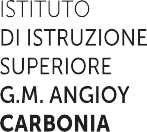 ISTITUTO
DI ISTRUZIONE
SUPERIORE
G.M. ANGIOY
CARBONIA